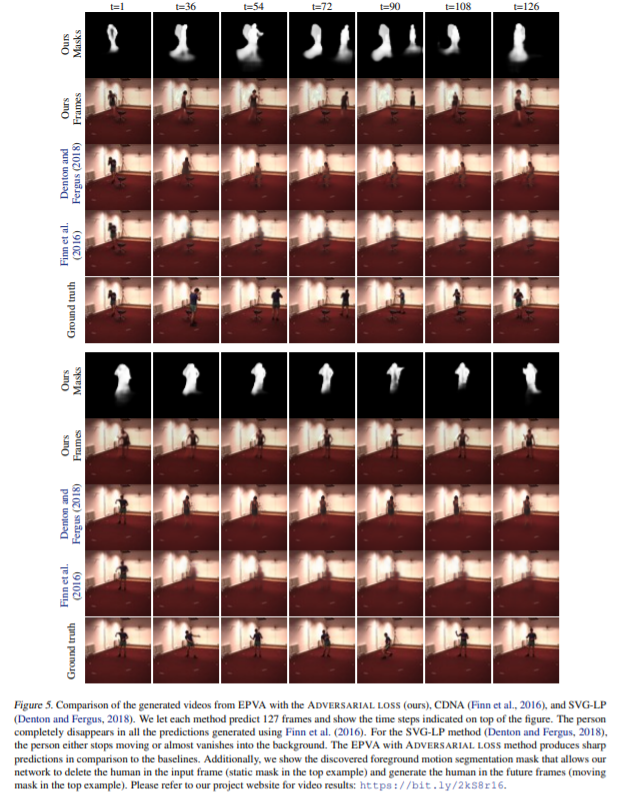 t=1 t=36 t=54 t=72 t=90 t=108 t=126
Ours
Masks
Ours
Frames
Denton and
Fergus (2018)
Finn et al.
(2016)
Ground truth
Ours
Masks
Ours
Frames
Denton and
Fergus (2018)
Finn et al.
(2016)
Ground truth
Figure 5. Comparison of the generated videos from EPVA with the ADVERSARIAL LOSS (ours), CDNA (Finn et al., 2016), and SVG-LP
(Denton and Fergus, 2018). We let each method predict 127 frames and show the time steps indicated on top of the figure. The person
completely disappears in all the predictions generated using Finn et al. (2016). For the SVG-LP method (Denton and Fergus, 2018),
the person either stops moving or almost vanishes into the background. The EPVA with ADVERSARIAL LOSS method produces sharp
predictions in comparison to the baselines. Additionally, we show the discovered foreground motion segmentation mask that allows our
network to delete the human in the input frame (static mask in the top example) and generate the human in the future frames (moving
mask in the top example). Please refer to our project website for video results: https://bit.ly/2kS8r16.